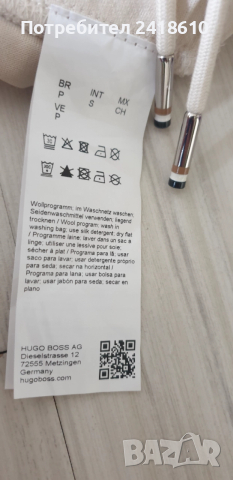 Потребител 2418610
BR INT MX
P S CH
VE
P
Wollprogramm: im Waschnetz waschen;
Seidenwaschmittel verwenden; liegend
trocknen / Wool program: wash in
washing bag; use silk detergent; dry flat
/ Programme laine: laver dans un sac à
linge; utiliser une lessive pour soie;
sécher à plat / Programa para lã: usar
saco para lavar; usar detergente próprio
para seda; secar na horizontal /
Programa para lana: usar bolsa para
lavar; usar jabón para seda; secar en
plano
HUGO BOSS AG
Dieselstrasse 12
72555 Metzingen
Germany
hugoboss.com
BAZAR